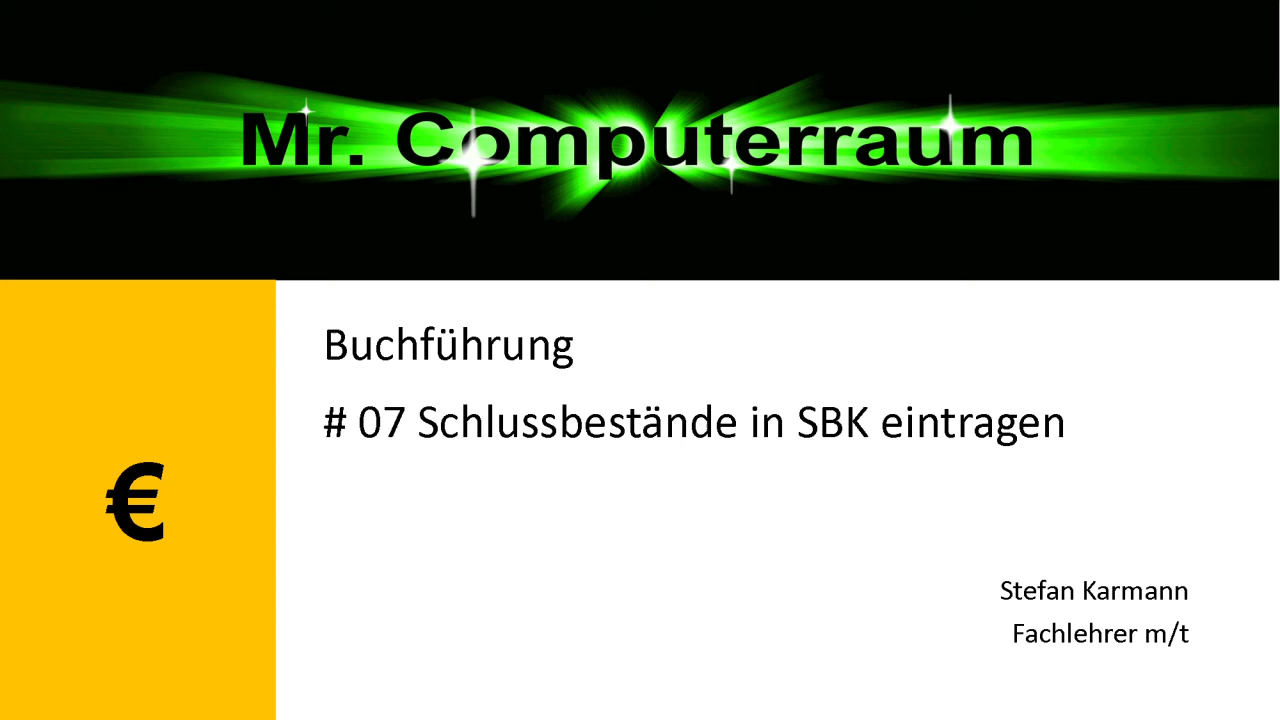 Mr. Computerraum
Buchführung
# 07 Schlussbestände in SBK eintragen
€
Stefan Karmann
Fachlehrer m/t